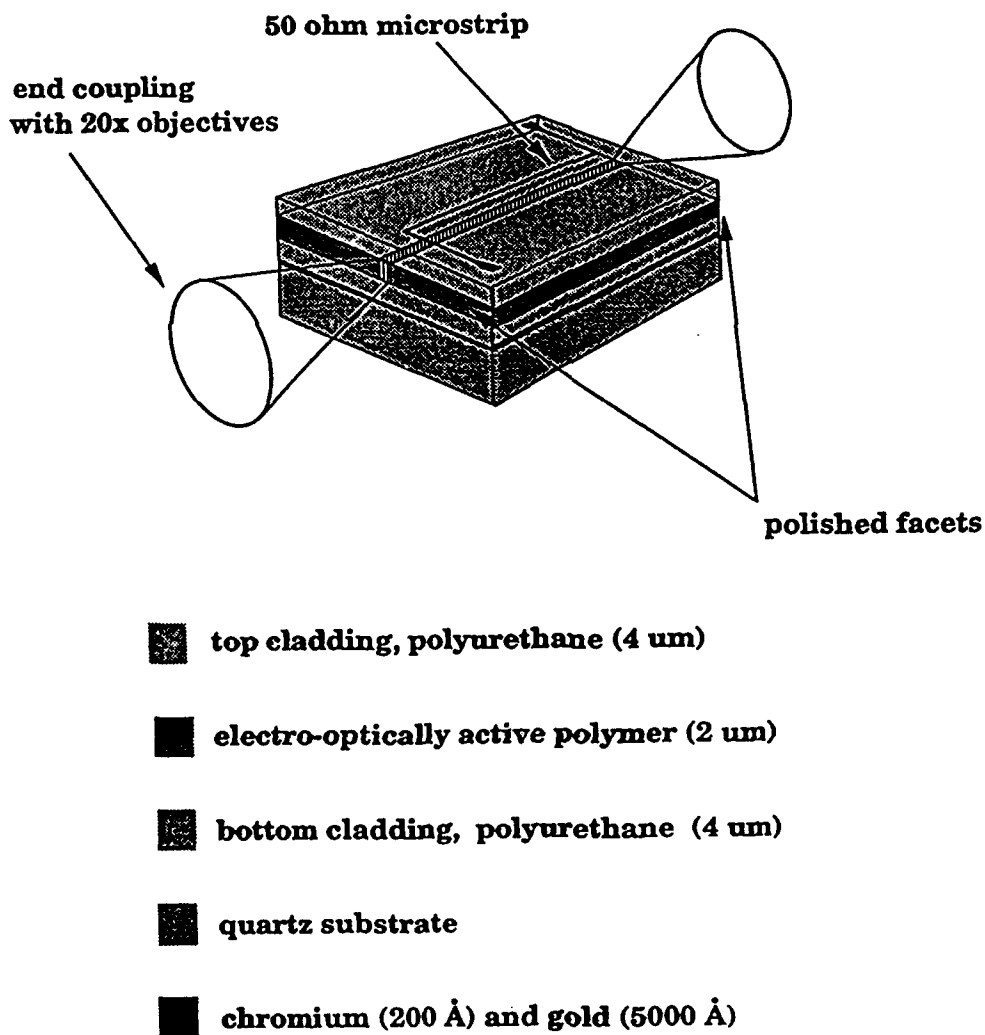 50 ohm microstrip
end coupling
with 20x objectives
polished facets
top cladding, polyurethane (4 um)
electro-optically active polymer (2 um)
bottom cladding, polyurethane (4 um)
quartz substrate
chromium (200 Å) and gold (5000 Å)